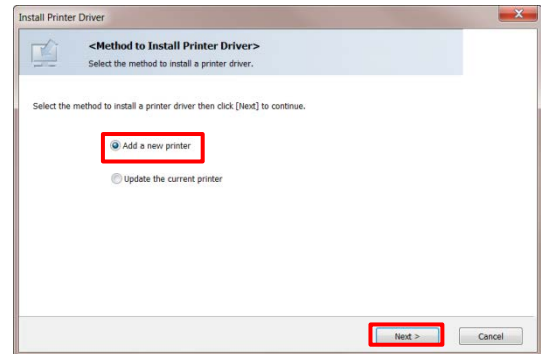 Install Printer Driver
<Method to Install Printer Driver>
Select the method to install a printer driver.
Select the method to install a printer driver then click [Next] to continue.
Add a new printer
Update the current printer
Next >
Cancel